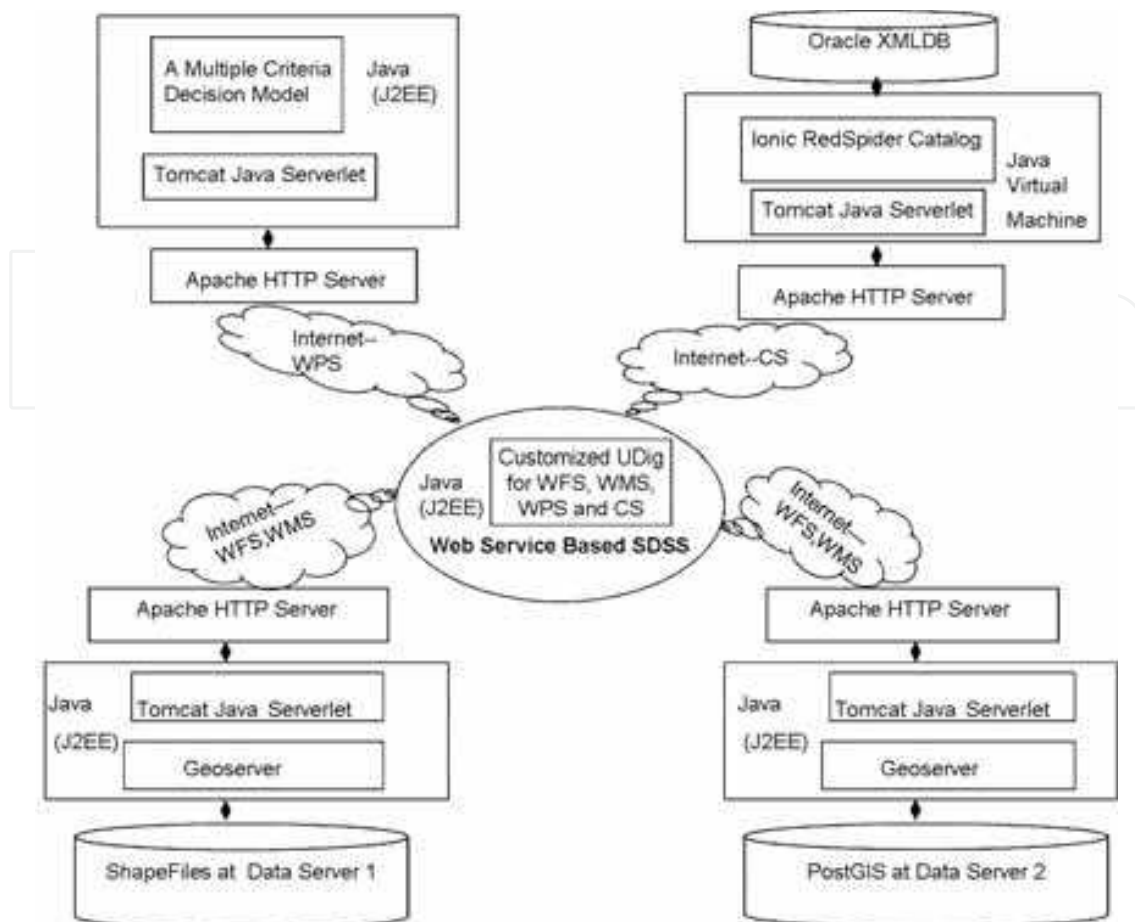 A Multiple Criteria
Decision Model
Java
(J2EE)
Tomcat Java Serverlet
Apache HTTP Server
Internet--
WPS
Oracle XMLDB
Ionic RedSpider Catalog
Java
Virtual
Machine
Tomcat Java Serverlet
Apache HTTP Server
Internet--CS
Java
(J2EE)
Customized UDig
for WFS, WMS,
WPS and CS
Web Service Based SDSS
Internet---
WFS,WMS
Apache HTTP Server
Java
(J2EE)
Tomcat Java Serverlet
Geoserver
ShapeFiles at Data Server 1
Internet---
WFS,WMS
Apache HTTP Server
Java
(J2EE)
Tomcat Java Serverlet
Geoserver
PostGIS at Data Server 2